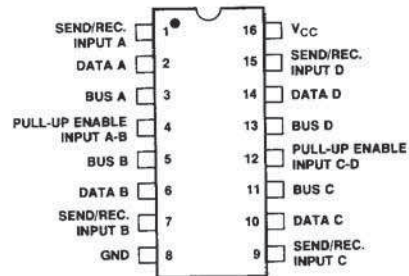 SEND/REC.
INPUT A
1
16
VCC
DATA A
2
15
SEND/REC.
INPUT D
BUS A
3
14
DATA D
PULL-UP ENABLE
INPUT A-B
4
13
BUS D
BUS B
5
12
PULL-UP ENABLE
INPUT C-D
DATA B
6
11
BUS C
SEND/REC.
INPUT B
7
10
DATA C
GND
8
9
SEND/REC.
INPUT C